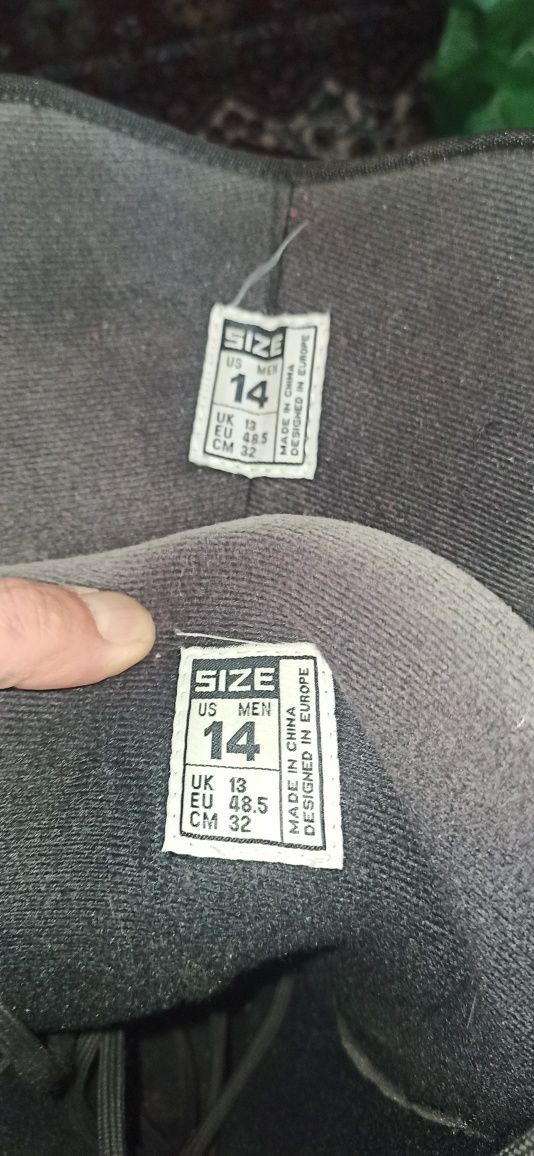 SIZE
US MEN
14
UK 13
EU 48.5
CM 32
MADE IN CHINA
DESIGNED IN EUROPE
SIZE
US MEN
14
UK 13
EU 48.5
CM 32
MADE IN CHINA
DESIGNED IN EUROPE